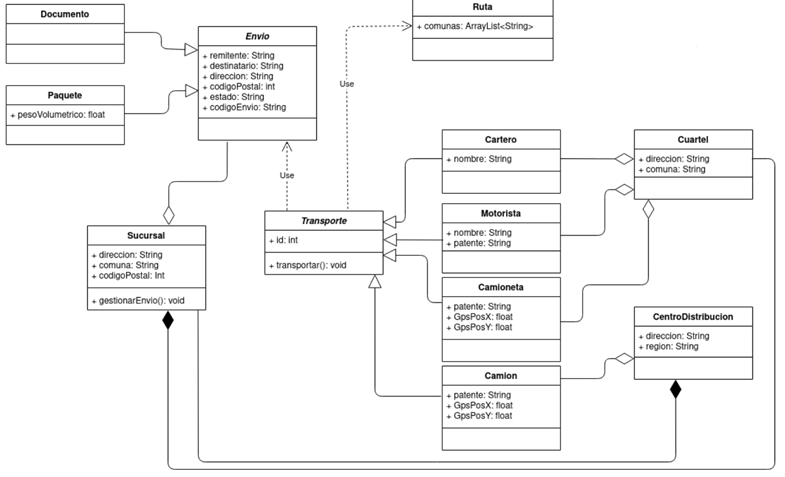 Documento
Envio
+ remitente: String
+ destinatario: String
+ direccion: String
+ codigoPostal: int
+ estado: String
+ codigoEnvio: String
Ruta
+ comunas: ArrayList<String>
Paquete
+ pesoVolumetrico: float
Use
Use
Cartero
+ nombre: String
Cuartel
+ direccion: String
+ comuna: String
Sucursal
+ direccion: String
+ comuna: String
+ codigoPostal: Int
+ gestionarEnvio(): void
Transporte
+ id: int
+ transportar(): void
Motorista
+ nombre: String
+ patente: String
Camioneta
+ patente: String
+ GpsPosX: float
+ GpsPosY: float
CentroDistribucion
+ direccion: String
+ region: String
Camion
+ patente: String
+ GpsPosX: float
+ GpsPosY: float